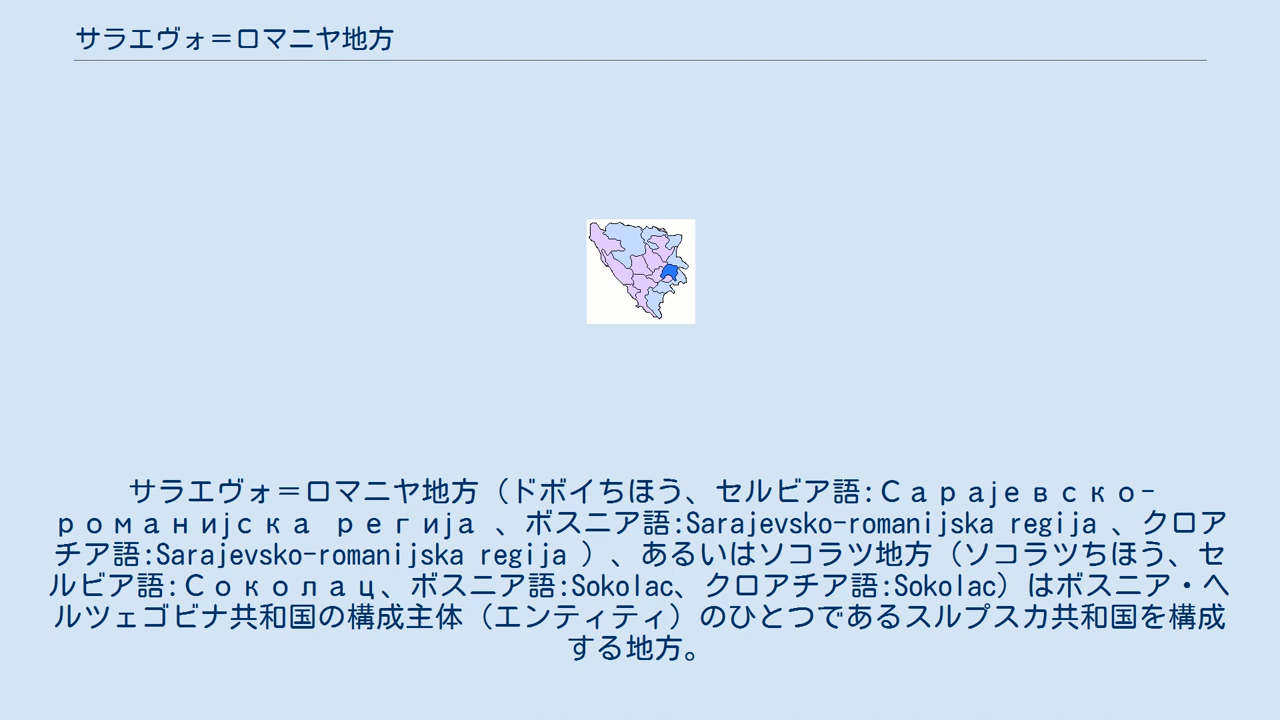 サラエヴォ＝ロマニヤ地方
サラエヴォ＝ロマニヤ地方（ドボイちほう、セルビア語:Сарајевско-
романијска регија 、ボスニア語:Sarajevsko-romanijska regija 、クロア
チア語:Sarajevsko-romanijska regija ）、あるいはソコラツ地方（ソコラツちほう、セ
ルビア語:Соколац、ボスニア語:Sokolac、クロアチア語:Sokolac）はボスニア・ヘ
ルツェゴビナ共和国の構成主体（エンティティ）のひとつであるスルプスカ共和国を構成
する地方。